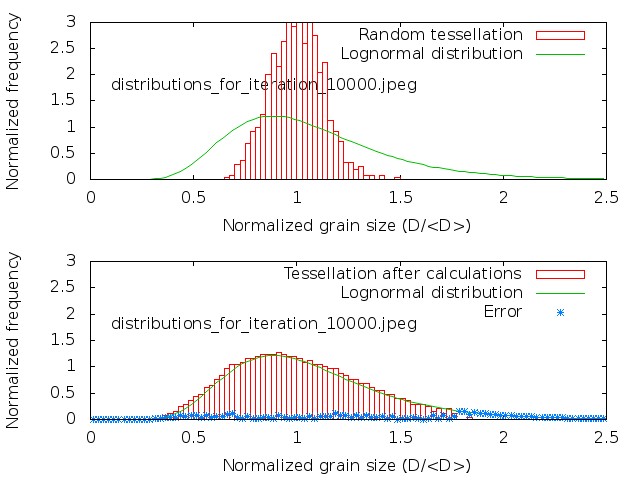 Normalized frequency
3
2.5
2
1.5
1
0.5
0
Random tessellation
Lognormal distribution
distributions_for_iteration_10000.jpeg
0 0.5 1 1.5 2 2.5
Normalized grain size (D/<D>)
Normalized frequency
3
2.5
2
1.5
1
0.5
0
Tessellation after calculations
Lognormal distribution
Error
distributions_for_iteration_10000.jpeg
0 0.5 1 1.5 2 2.5
Normalized grain size (D/<D>)